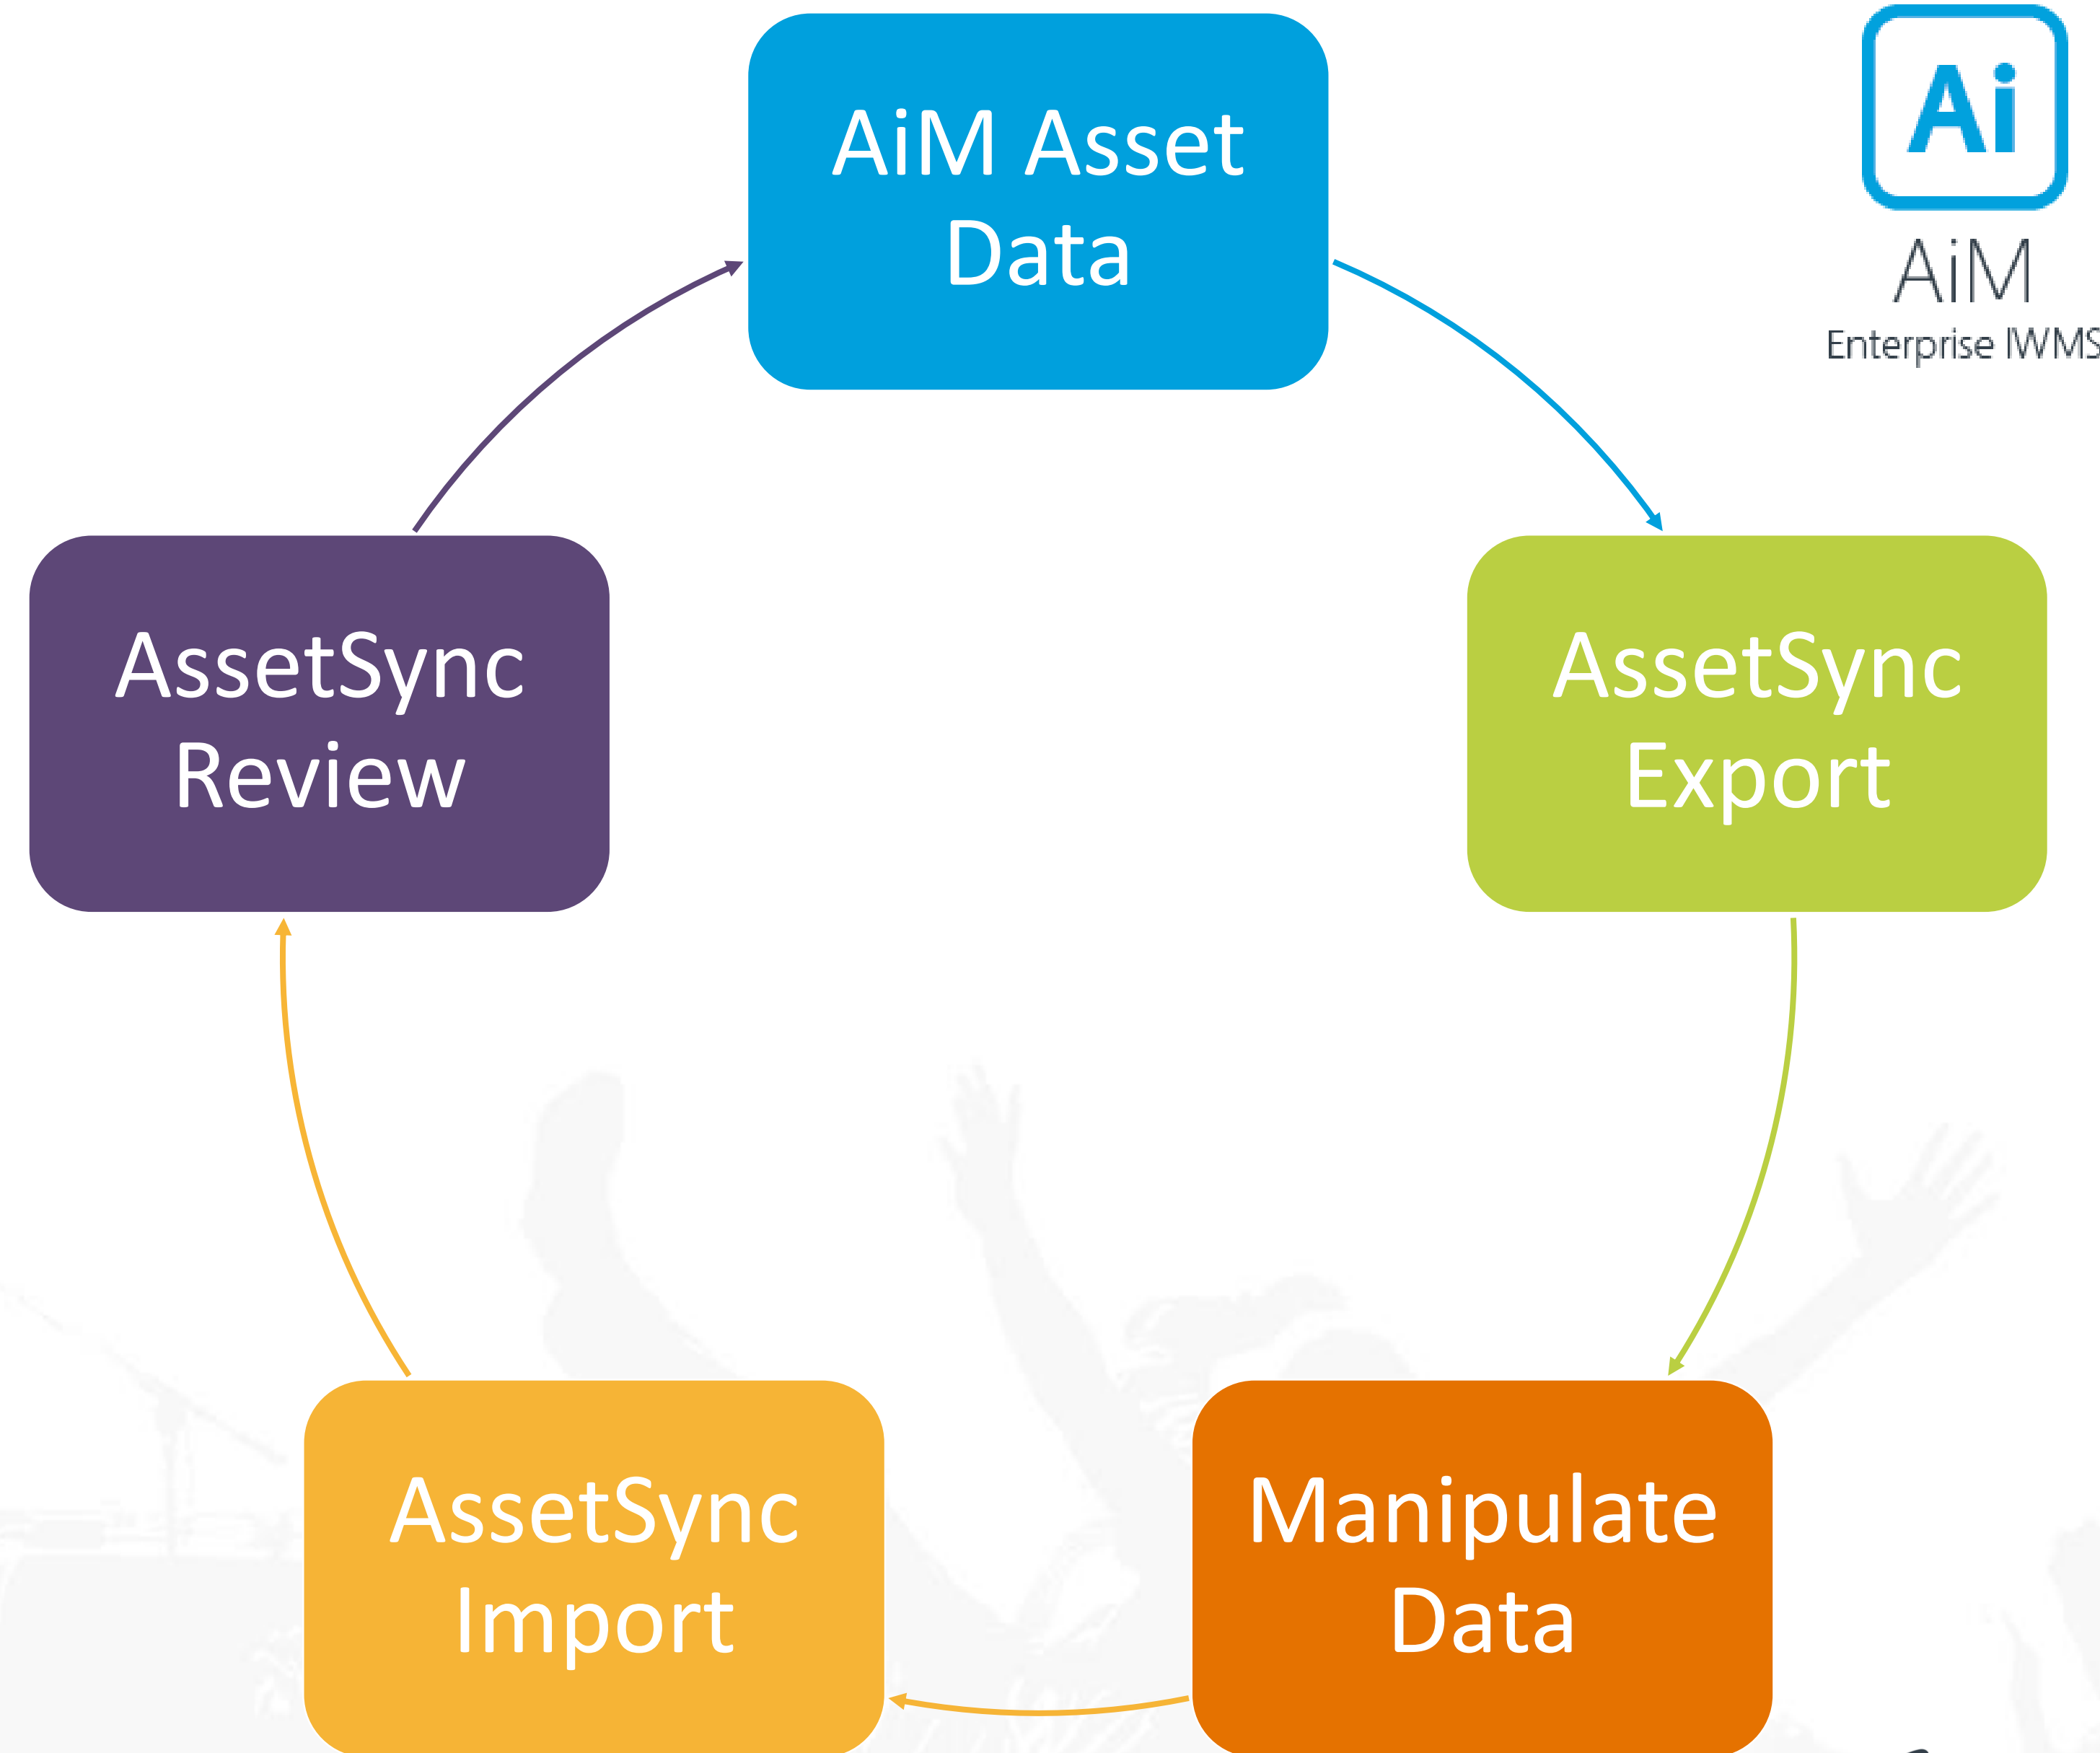 AiM Asset
Data
Ai
AiM
Enterprise IWMS
AssetSync
Review
AssetSync
Export
AssetSync
Import
Manipulate
Data